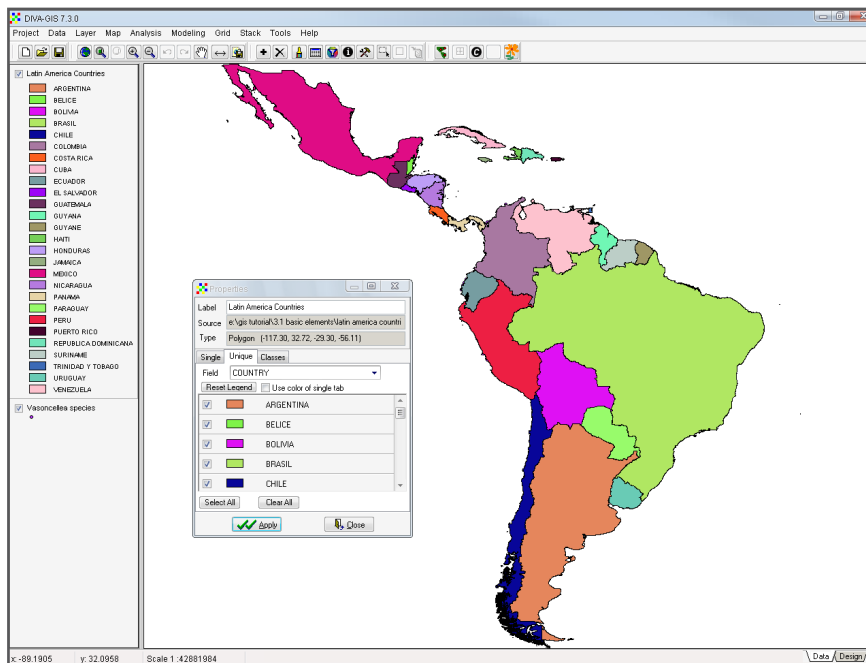 DIVA-GIS 7.3.0
Project Data Layer Map Analysis Modeling Grid Stack Tools Help
Latin America Countries
ARGENTINA
BELICE
BOLIVIA
BRASIL
CHILE
COLOMBIA
COSTA RICA
CUBA
ECUADOR
EL SALVADOR
GUATEMALA
GUYANA
GUYANE
HAITI
HONDURAS
JAMAICA
MEXICO
NICARAGUA
PANAMA
PARAGUAY
PERU
PUERTO RICO
REPUBLICA DOMINICANA
SURINAME
TRINIDAD Y TOBAGO
URUGUAY
VENEZUELA
Vasconcellea species
Properties
Label Latin America Countries
Source e:\gis tutorial\3.1 basic elements\latin america countri
Type Polygon (-117.30, 32.72, -29.30, -56.11)
Single Unique Classes
Field COUNTRY
Reset Legend Use color of single tab
ARGENTINA
BELICE
BOLIVIA
BRASIL
CHILE
Select All Clear All
Apply Close
x: -89.1905 y: 32.0958 Scale 1 :42881984
Data Design